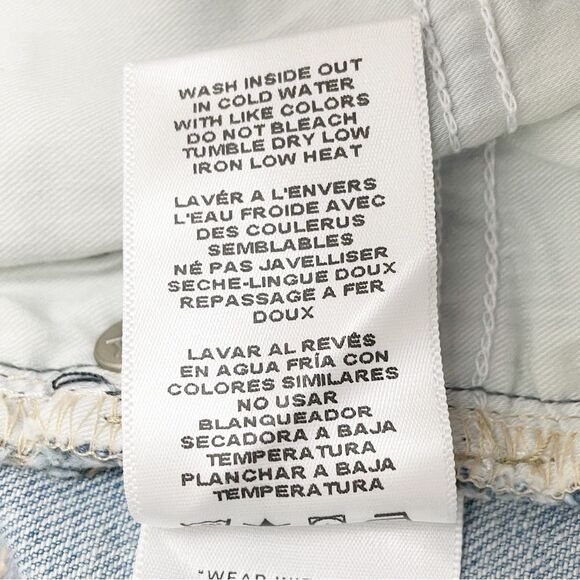 WASH INSIDE OUT
IN COLD WATER
WITH LIKE COLORS
DO NOT BLEACH
TUMBLE DRY LOW
IRON LOW HEAT
LAVÉR A L'ENVERS
L'EAU FROIDE AVEC
DES COULERUS
SEMBLABLES
NÉ PAS JAVELLISER
SECHE-LINGUE DOUX
REPASSAGE A FER
DOUX
LAVAR AL REVÉS
EN AGUA FRÍA CON
COLORES SIMILARES
NO USAR
BLANQUEADOR
SECADORA A BAJA
TEMPERATURA
PLANCHAR A BAJA
TEMPERATURA
"WEAR